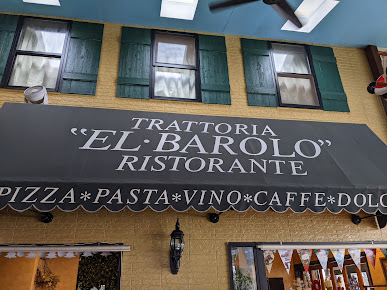 TRATTORIA
"EL·BAROLO"
RISTORANTE
PIZZA*PASTA*VINO*CAFFE*DOLC